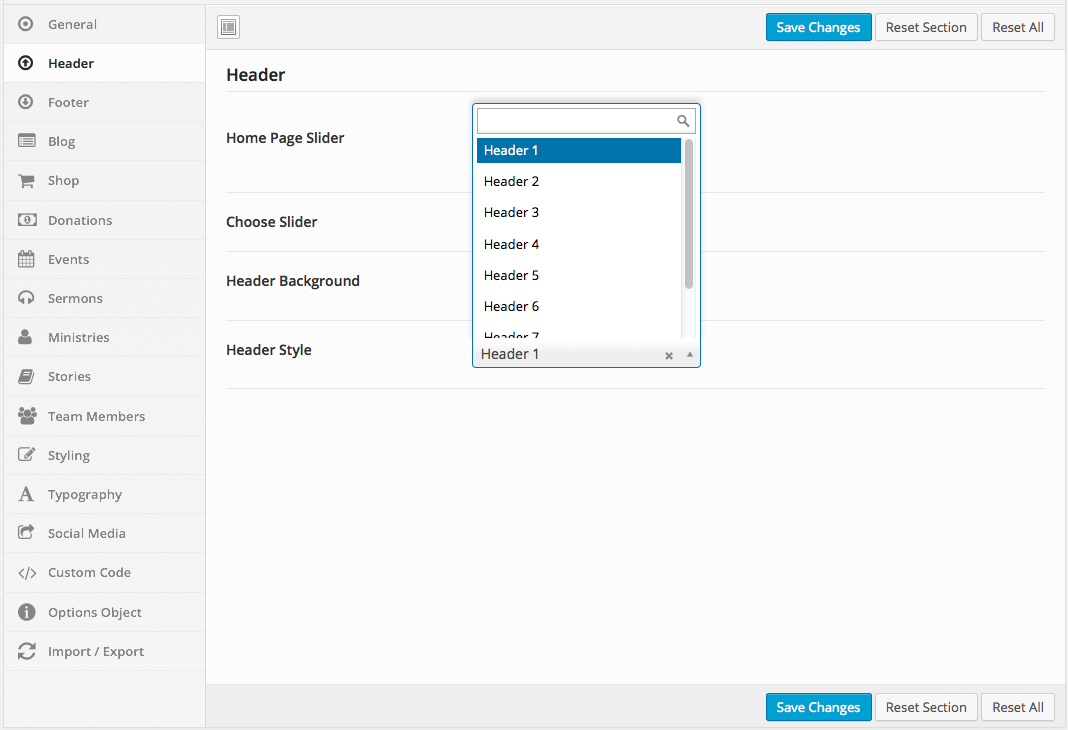 General
Header
Footer
Blog
Shop
Donations
Events
Sermons
Ministries
Stories
Team Members
Styling
Typography
Social Media
Custom Code
Options Object
Import / Export
Save Changes Reset Section Reset All
Header
Home Page Slider
Choose Slider
Header Background
Header Style
Header 1
Header 2
Header 3
Header 4
Header 5
Header 6
Header 7
Header 1
Save Changes Reset Section Reset All